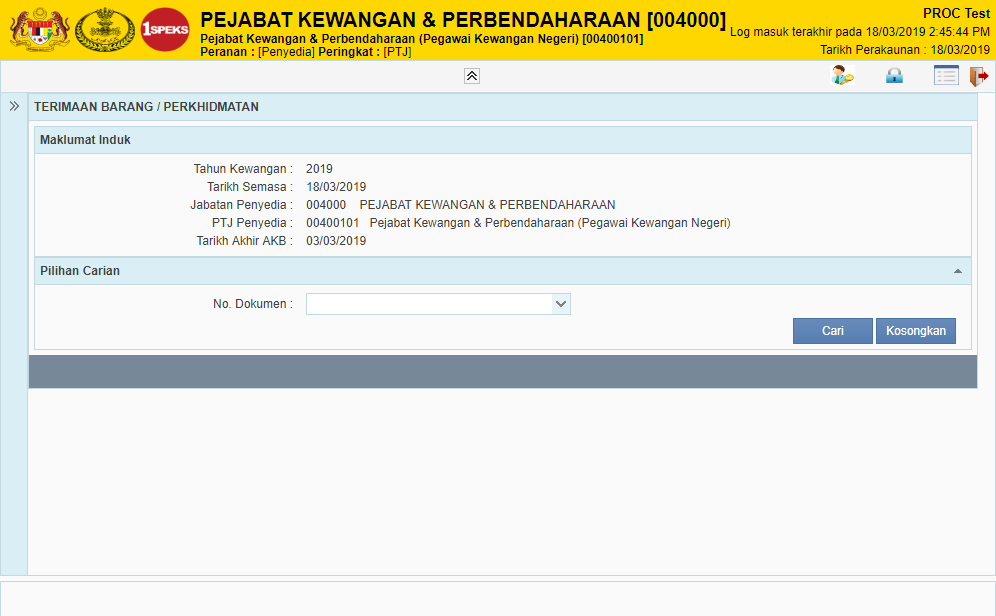 1SPEKS
PEJABAT KEWANGAN & PERBENDAHARAAN [004000]
Pejabat Kewangan & Perbendaharaan (Pegawai Kewangan Negeri) [00400101]
Peranan : [Penyedia] Peringkat : [PTJ]
PROC Test
Log masuk terakhir pada 18/03/2019 2:45:44 PM
Tarikh Perakaunan : 18/03/2019
TERIMAAN BARANG / PERKHIDMATAN
Maklumat Induk
Tahun Kewangan : 2019
Tarikh Semasa : 18/03/2019
Jabatan Penyedia : 004000 PEJABAT KEWANGAN & PERBENDAHARAAN
PTJ Penyedia : 00400101 Pejabat Kewangan & Perbendaharaan (Pegawai Kewangan Negeri)
Tarikh Akhir AKB : 03/03/2019
Pilihan Carian
No. Dokumen :
Cari Kosongkan